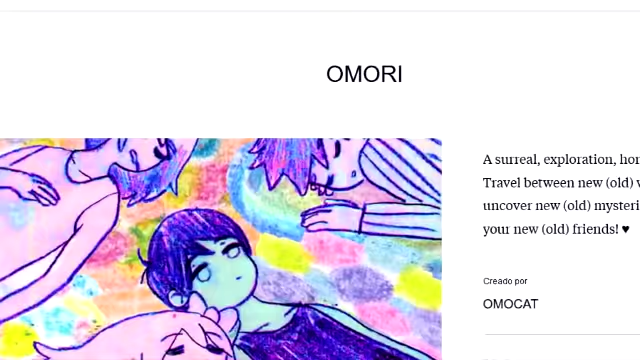 OMORI
A surreal, exploration, hor
Travel between new (old) w
uncover new (old) mysteri
your new (old) friends! ♥
Creado por
OMOCAT